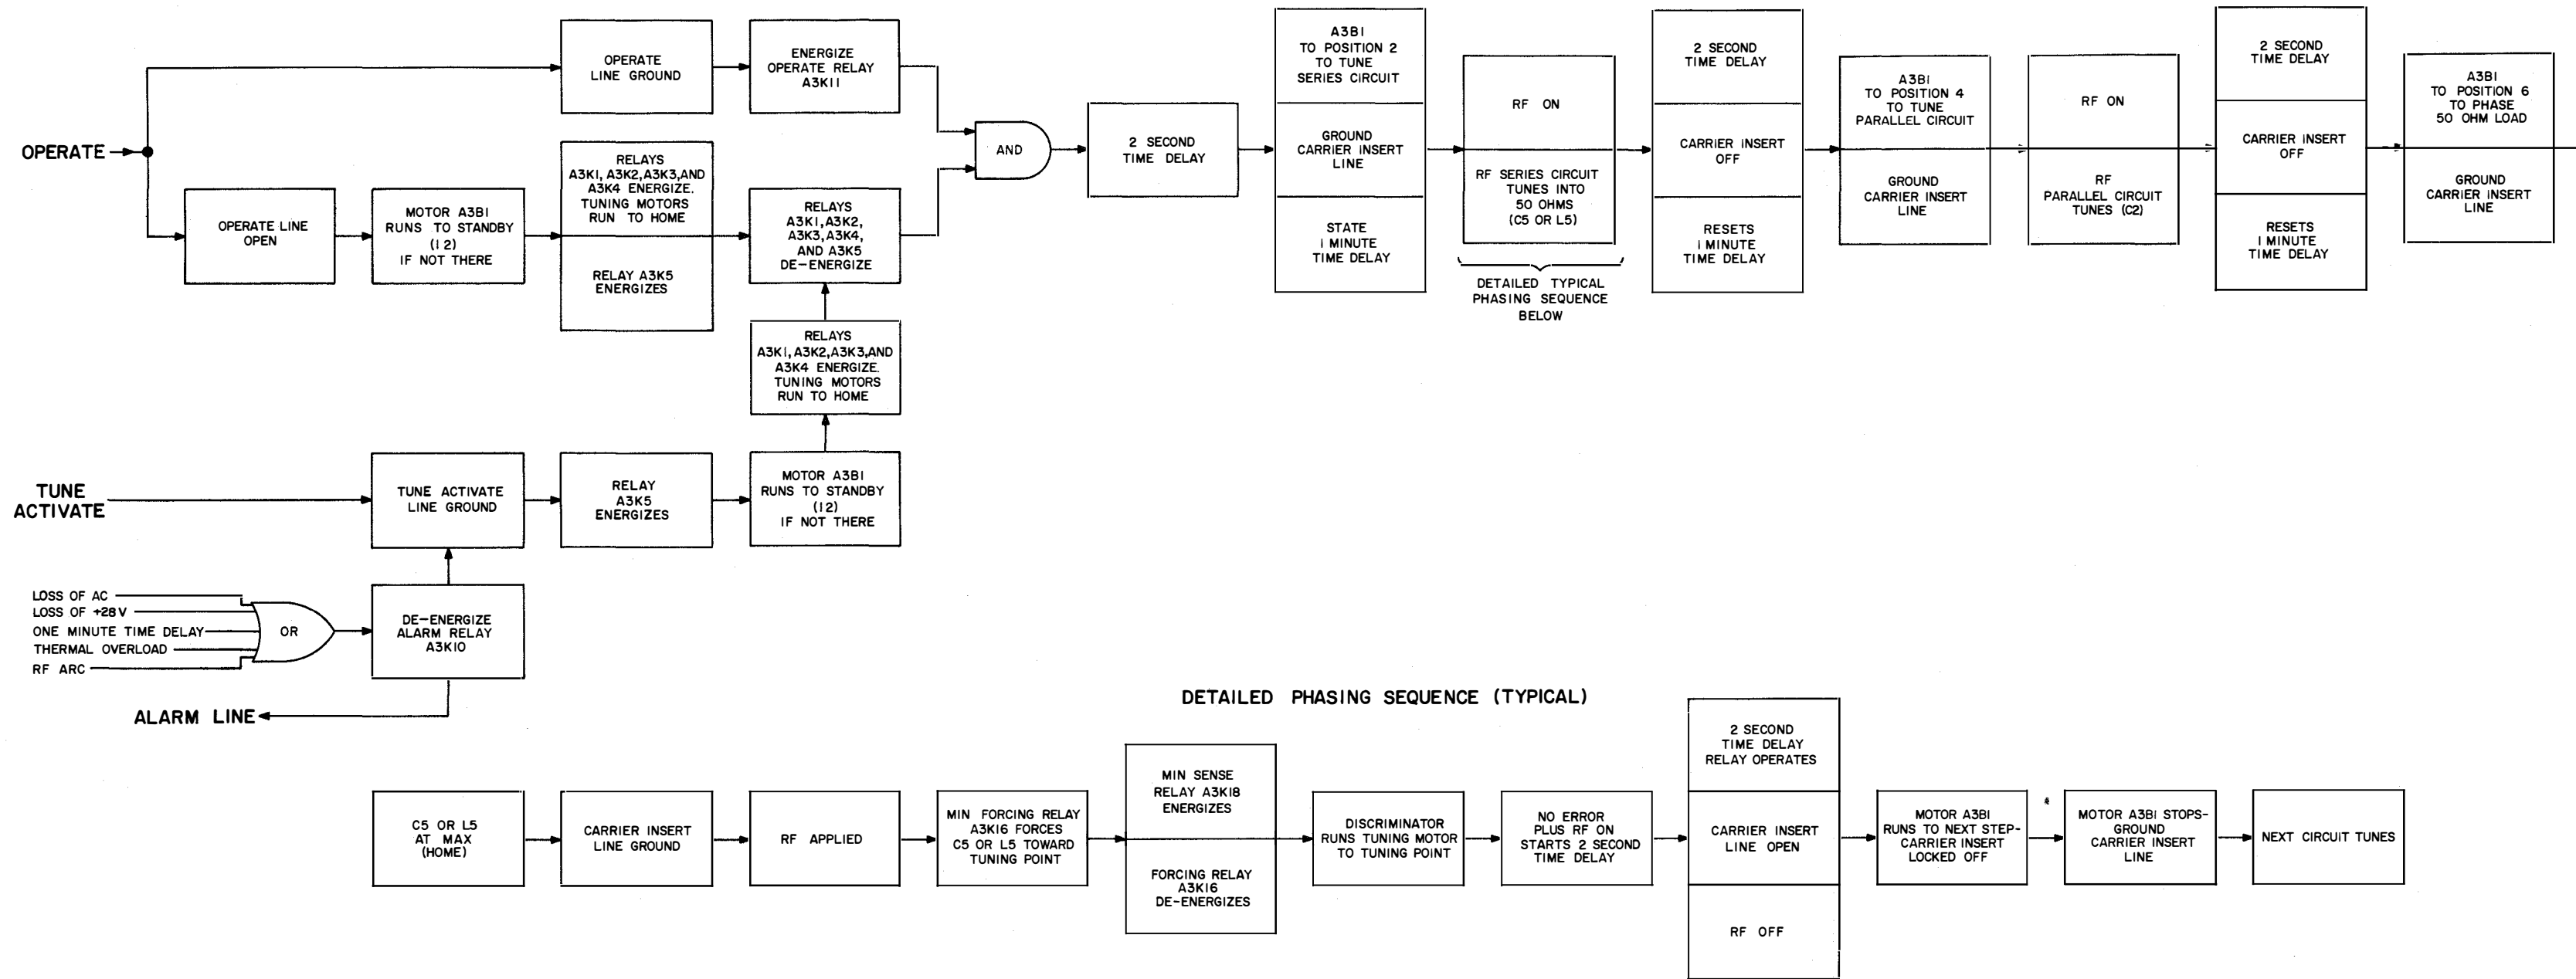 OPERATE
OPERATE
LINE GROUND
ENERGIZE
OPERATE RELAY
A3K11
OPERATE LINE
OPEN
MOTOR A3B1
RUNS TO STANDBY
(12)
IF NOT THERE
RELAYS
A3K1, A3K2, A3K3, AND
A3K4 ENERGIZE.
TUNING MOTORS
RUN TO HOME
RELAY A3K5
ENERGIZES
RELAYS
A3K1, A3K2,
A3K3, A3K4,
AND A3K5
DE-ENERGIZE
AND
2 SECOND
TIME DELAY
A3B1
TO POSITION 2
TO TUNE
SERIES CIRCUIT
GROUND
CARRIER INSERT
LINE
STATE
1 MINUTE
TIME DELAY
RF ON
RF SERIES CIRCUIT
TUNES INTO
50 OHMS
(C5 OR L5)
DETAILED TYPICAL
PHASING SEQUENCE
BELOW
2 SECOND
TIME DELAY
CARRIER INSERT
OFF
RESETS
1 MINUTE
TIME DELAY
A3B1
TO POSITION 4
TO TUNE
PARALLEL CIRCUIT
GROUND
CARRIER INSERT
LINE
RF ON
RF
PARALLEL CIRCUIT
TUNES (C2)
2 SECOND
TIME DELAY
CARRIER INSERT
OFF
RESETS
1 MINUTE
TIME DELAY
A3B1
TO POSITION 6
TO PHASE
50 OHM LOAD
GROUND
CARRIER INSERT
LINE
RELAYS
A3K1, A3K2, A3K3, AND
A3K4 ENERGIZE.
TUNING MOTORS
RUN TO HOME
TUNE
ACTIVATE
TUNE ACTIVATE
LINE GROUND
RELAY
A3K5
ENERGIZES
MOTOR A3B1
RUNS TO STANDBY
(12)
IF NOT THERE
LOSS OF AC
LOSS OF +28V
ONE MINUTE TIME DELAY
THERMAL OVERLOAD
RF ARC
OR
DE-ENERGIZE
ALARM RELAY
A3K10
ALARM LINE
DETAILED PHASING SEQUENCE (TYPICAL)
C5 OR L5
AT MAX
(HOME)
CARRIER INSERT
LINE GROUND
RF APPLIED
MIN FORCING RELAY
A3K16 FORCES
C5 OR L5 TOWARD
TUNING POINT
MIN SENSE
RELAY A3K18
ENERGIZES
FORCING RELAY
A3K16
DE-ENERGIZES
DISCRIMINATOR
RUNS TUNING MOTOR
TO TUNING POINT
NO ERROR
PLUS RF ON
STARTS 2 SECOND
TIME DELAY
2 SECOND
TIME DELAY
RELAY OPERATES
CARRIER INSERT
LINE OPEN
RF OFF
MOTOR A3B1
RUNS TO NEXT STEP-
CARRIER INSERT
LOCKED OFF
MOTOR A3B1 STOPS-
GROUND
CARRIER INSERT
LINE
NEXT CIRCUIT TUNES